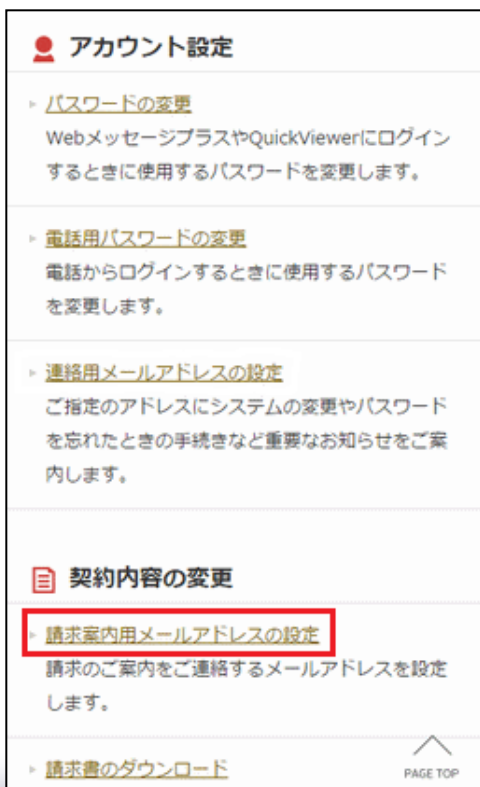 アカウント設定
パスワードの変更
WebメッセージプラスやQuickViewerにログイン
するときに使用するパスワードを変更します。
電話用パスワードの変更
電話からログインするときに使用するパスワード
を変更します。
連絡用メールアドレスの設定
ご指定のアドレスにシステムの変更やパスワード
を忘れたときの手続きなど重要なお知らせをご案
内します。
契約内容の変更
請求案内用メールアドレスの設定
請求のご案内をご連絡するメールアドレスを設定
します。
請求書のダウンロード
PAGE TOP